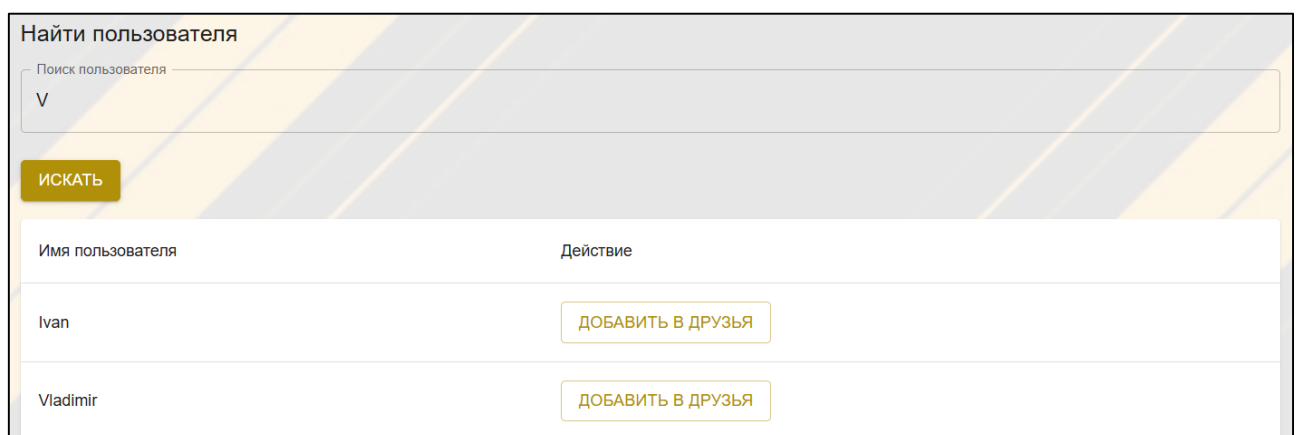 Найти пользователя
Поиск пользователя
V
ИСКАТЬ
Имя пользователя Действие
Ivan ДОБАВИТЬ В ДРУЗЬЯ
Vladimir ДОБАВИТЬ В ДРУЗЬЯ